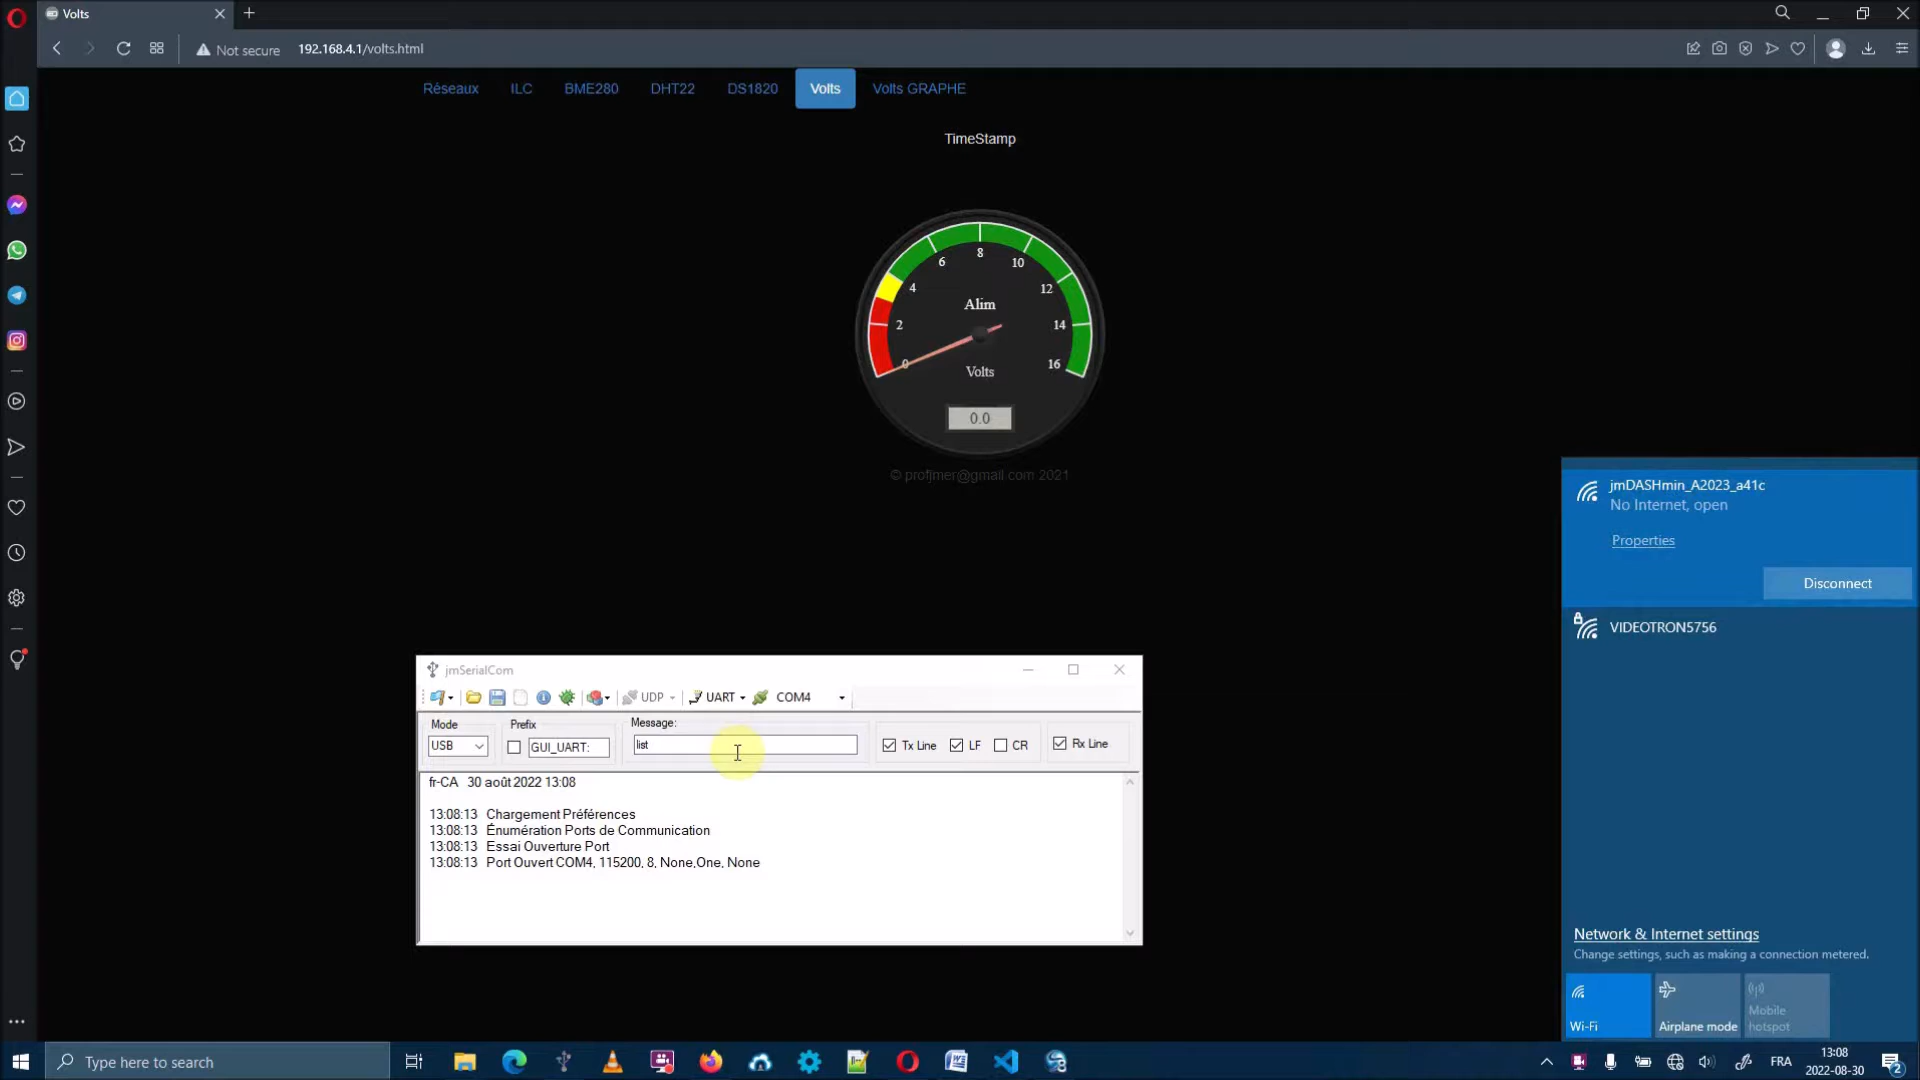 Volts
Not secure 192.168.4.1/volts.html
Réseaux ILC BME280 DHT22 DS1820 Volts Volts GRAPHE
TimeStamp
0 2 4 6 8 10 12 14 16
Alim
Volts
0.0
© profjmer@gmail.com 2021
jmDASHmin_A2023_a41c
No Internet, open
Properties
Disconnect
VIDEOTRON5756
jmSerialCom
UDP UART COM4
Mode Prefix Message:
USB GUI_UART: list Tx Line LF CR Rx Line
fr-CA 30 août 2022 13:08
13:08:13 Chargement Préférences
13:08:13 Énumération Ports de Communication
13:08:13 Essai Ouverture Port
13:08:13 Port Ouvert COM4, 115200, 8, None,One, None
Network & Internet settings
Change settings, such as making a connection metered.
Wi-Fi
Airplane mode
Mobile
hotspot
Type here to search
FRA
13:08
2022-08-30
2